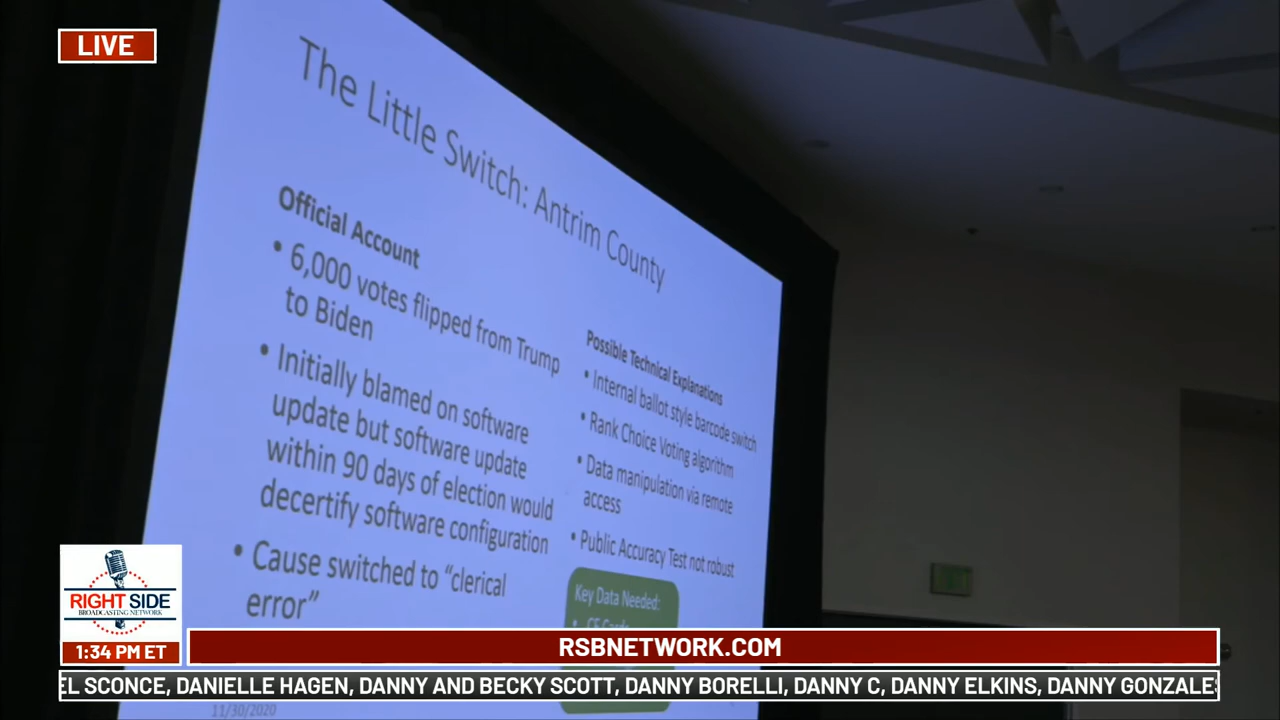 LIVE
The Little Switch: Antrim County
Official Account
• 6,000 votes flipped from Trump
to Biden
• Initially blamed on software
update but software update
within 90 days of election would
decertify software configuration
• Cause switched to “clerical
error”
Possible Technical Explanations
• Internal ballot style barcode switch
• Rank Choice Voting algorithm
• Data manipulation via remote
access
• Public Accuracy Test not robust
Key Data Needed:
RIGHT SIDE
BROADCASTING NETWORK
1:34 PM ET
RSBNETWORK.COM
EL SCONCE, DANIELLE HAGEN, DANNY AND BECKY SCOTT, DANNY BORELLI, DANNY C, DANNY ELKINS, DANNY GONZALES
11/30/2020